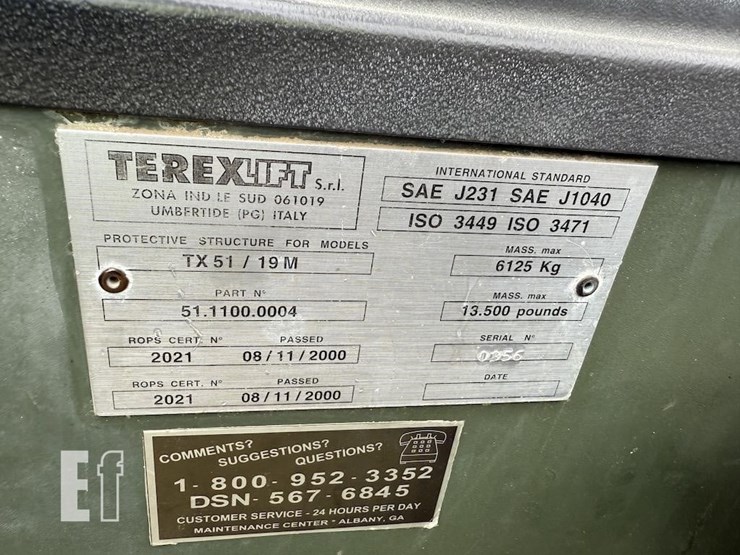 TEREXLIFT S.r.l.
ZONA IND LE SUD 061019
UMBERTIDE (PG) ITALY
PROTECTIVE STRUCTURE FOR MODELS
TX 51 / 19 M
PART N°
51.1100.0004
ROPS CERT. N° PASSED
2021 08/11/2000
ROPS CERT. N° PASSED
2021 08/11/2000
INTERNATIONAL STANDARD
SAE J231 SAE J1040
ISO 3449 ISO 3471
MASS. max
6125 Kg
MASS. max
13.500 pounds
SERIAL N°
0356
DATE
COMMENTS?
SUGGESTIONS?
QUESTIONS?
1-800-952-3352
DSN-567-6845
CUSTOMER SERVICE - 24 HOURS PER DAY
MAINTENANCE CENTER * ALBANY, GA
Ef